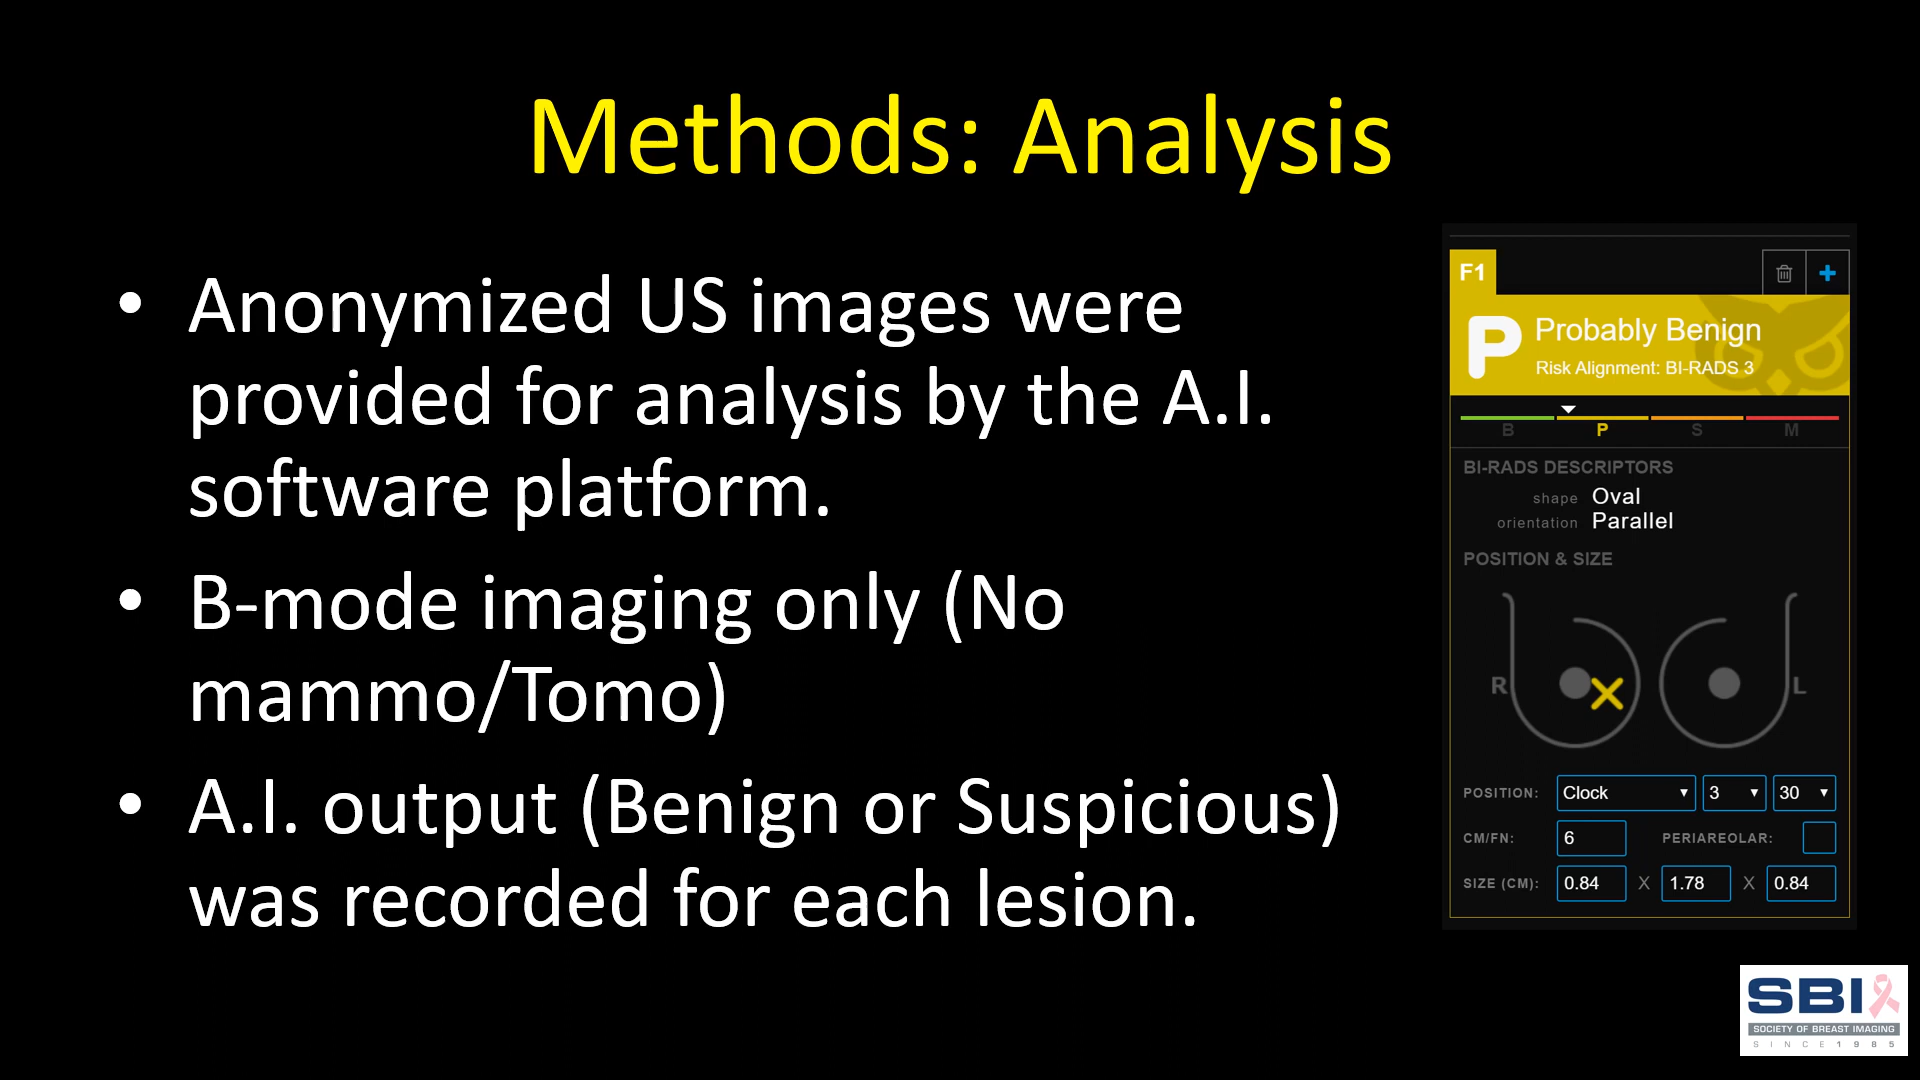 Methods: Analysis
• Anonymized US images were
provided for analysis by the A.I.
software platform.
• B-mode imaging only (No
mammo/Tomo)
• A.I. output (Benign or Suspicious)
was recorded for each lesion.
F1
P Probably Benign
Risk Alignment: BI-RADS 3
B P S M
BI-RADS DESCRIPTORS
shape Oval
orientation Parallel
POSITION & SIZE
R L
POSITION: Clock 3 30
CM/FN: 6 PERIAREOLAR:
SIZE (CM): 0.84 X 1.78 X 0.84
SBI
SOCIETY OF BREAST IMAGING
SINCE 1985